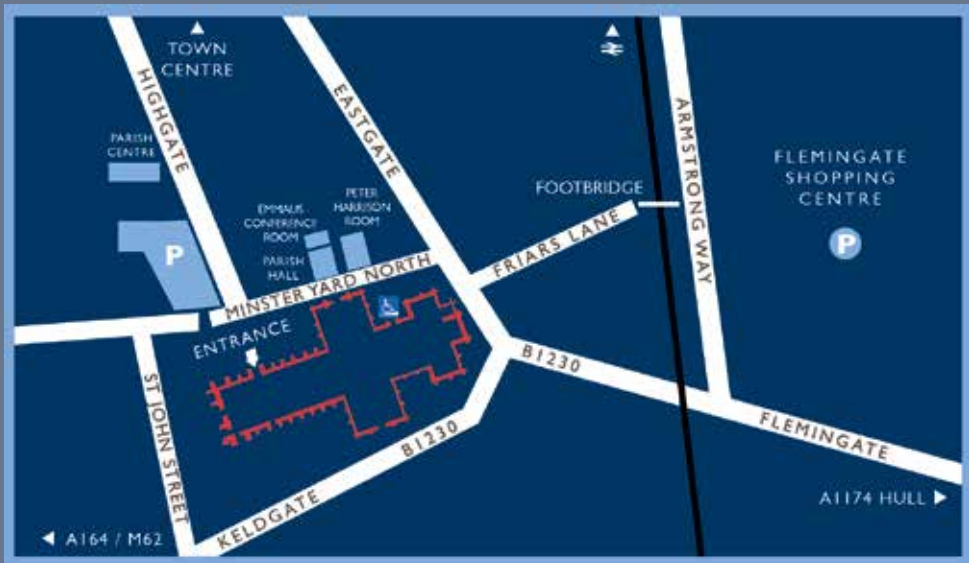 TOWN
CENTRE
HIGHGATE
EASTGATE
ARMSTRONG WAY
PARISH
CENTRE
FLEMINGGATE
SHOPPING
CENTRE
P
FOOTBRIDGE
EMMAUS
CONFERENCE
ROOM
PETER
HARRISON
ROOM
P
PARISH
HALL
FRIARS LANE
MINSTER YARD NORTH
ENTRANCE
B1230
ST JOHN STREET
FLEMINGATE
B1230
KELDGATE
A1174 HULL
A164 / M62